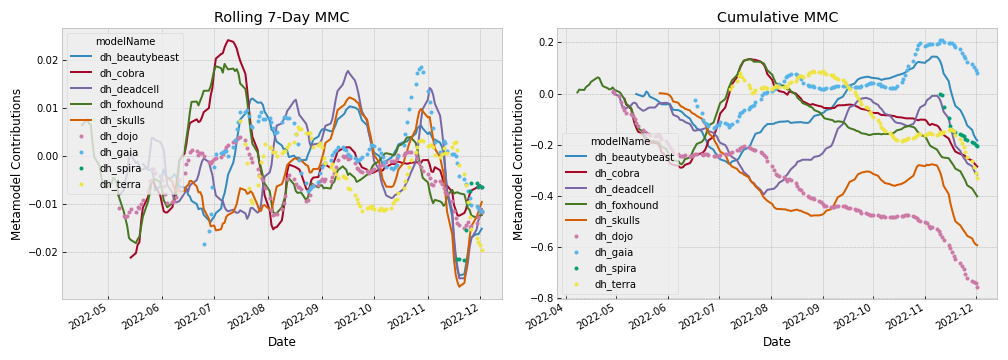 Rolling 7-Day MMC
Metamodel Contributions
0.02
0.01
0.00
−0.01
−0.02
modelName
dh_beautybeast
dh_cobra
dh_deadcell
dh_foxhound
dh_skulls
dh_dojo
dh_gaia
dh_spira
dh_terra
2022-05
2022-06
2022-07
2022-08
2022-09
2022-10
2022-11
2022-12
Date
Cumulative MMC
Metamodel Contributions
0.2
0.0
−0.2
−0.4
−0.6
−0.8
modelName
dh_beautybeast
dh_cobra
dh_deadcell
dh_foxhound
dh_skulls
dh_dojo
dh_gaia
dh_spira
dh_terra
2022-04
2022-05
2022-06
2022-07
2022-08
2022-09
2022-10
2022-11
2022-12
Date